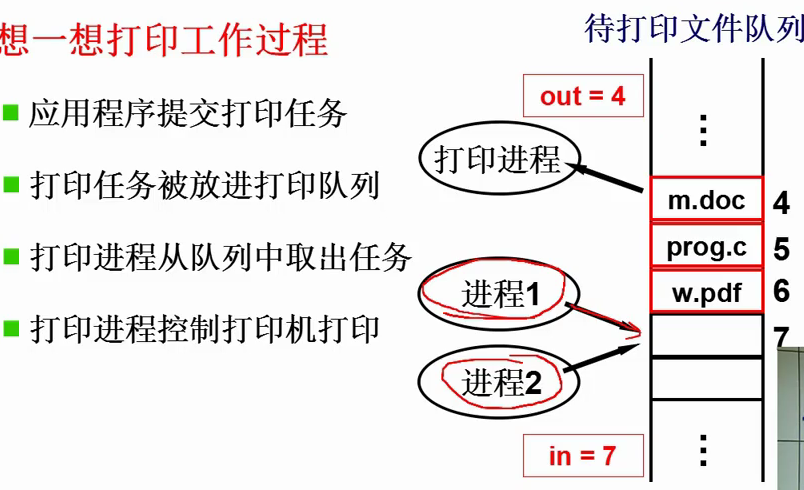 想一想打印工作过程
待打印文件队列
应用程序提交打印任务
打印任务被放进打印队列
打印进程从队列中取出任务
打印进程控制打印机打印
out = 4
打印进程
m.doc 4
prog.c 5
进程1
w.pdf 6
7
进程2
in = 7